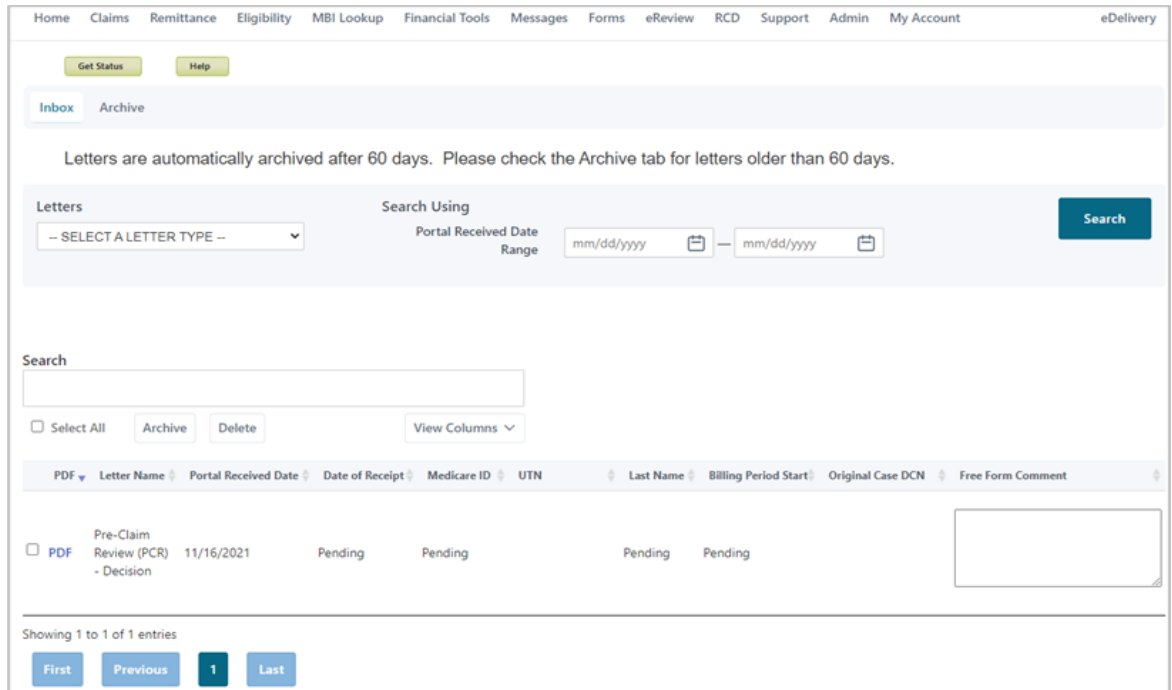 Home Claims Remittance Eligibility MBI Lookup Financial Tools Messages Forms eReview RCD Support Admin My Account eDelivery
Get Status Help
Inbox Archive
Letters are automatically archived after 60 days. Please check the Archive tab for letters older than 60 days.
Letters Search Using
-- SELECT A LETTER TYPE -- Portal Received Date
Range mm/dd/yyyy — mm/dd/yyyy Search
Search
Select All Archive Delete View Columns
PDF Letter Name Portal Received Date Date of Receipt Medicare ID UTN Last Name Billing Period Start Original Case DCN Free Form Comment
Pre-Claim
PDF Review (PCR) 11/16/2021 Pending Pending Pending Pending
- Decision
Showing 1 to 1 of 1 entries
First Previous 1 Last